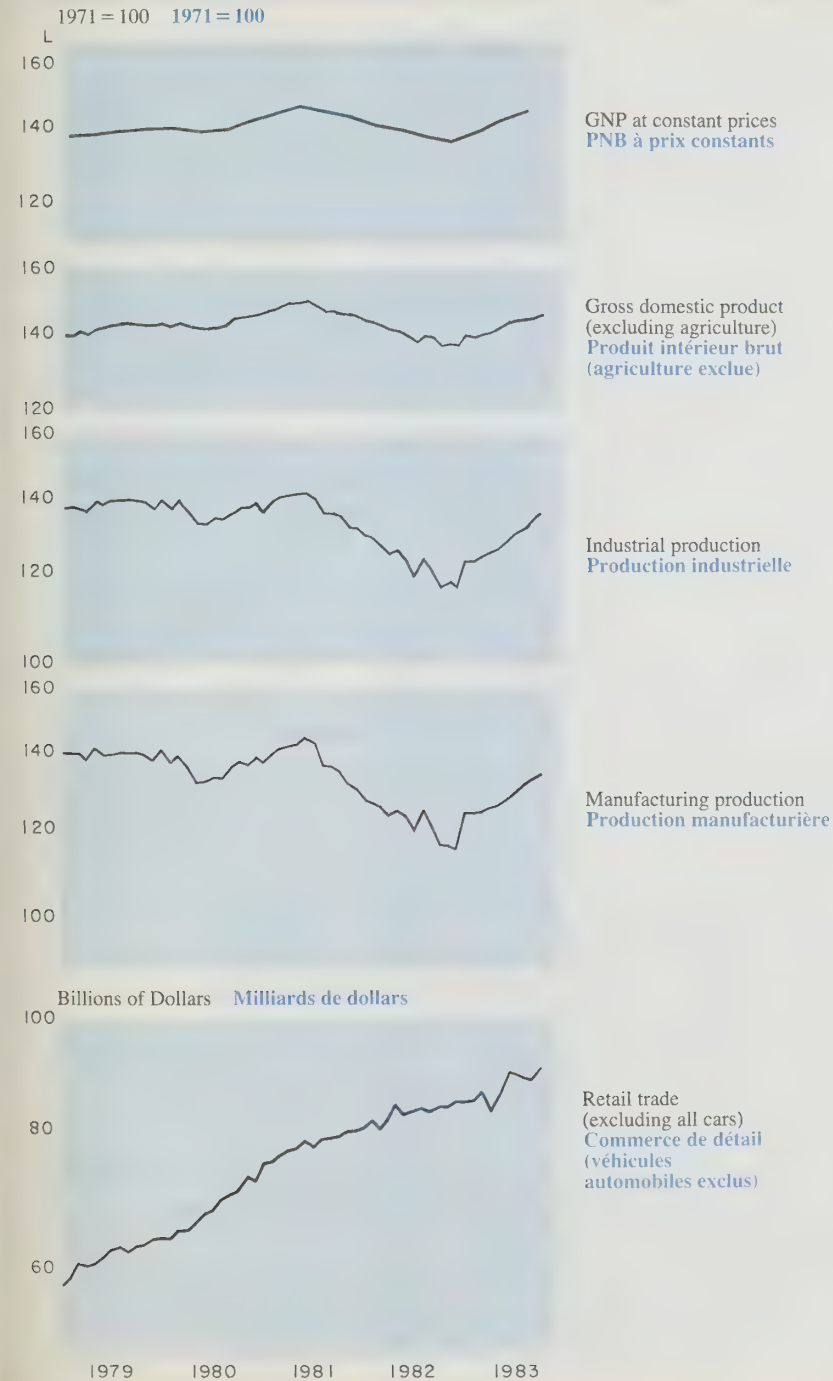 1971 = 100 1971 = 100
L
160
140
120
GNP at constant prices
PNB à prix constants
160
140
120
Gross domestic product
(excluding agriculture)
Produit intérieur brut
(agriculture exclue)
160
140
120
100
Industrial production
Production industrielle
160
140
120
100
Manufacturing production
Production manufacturière
Billions of Dollars Milliards de dollars
100
80
60
Retail trade
(excluding all cars)
Commerce de détail
(véhicules
automobiles exclus)
1979 1980 1981 1982 1983